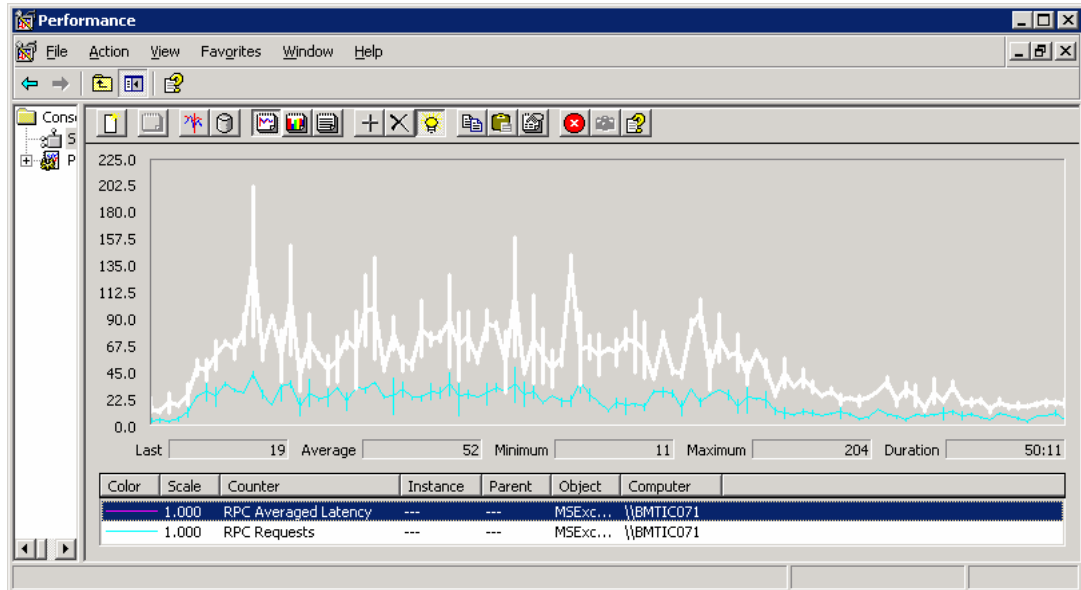 Performance
File Action View Favorites Window Help
Cons
S
P
225.0
202.5
180.0
157.5
135.0
112.5
90.0
67.5
45.0
22.5
0.0
Last 19 Average 52 Minimum 11 Maximum 204 Duration 50:11
Color Scale Counter Instance Parent Object Computer
1.000 RPC Averaged Latency --- --- MSExc... \\BMTIC071
1.000 RPC Requests --- --- MSExc... \\BMTIC071